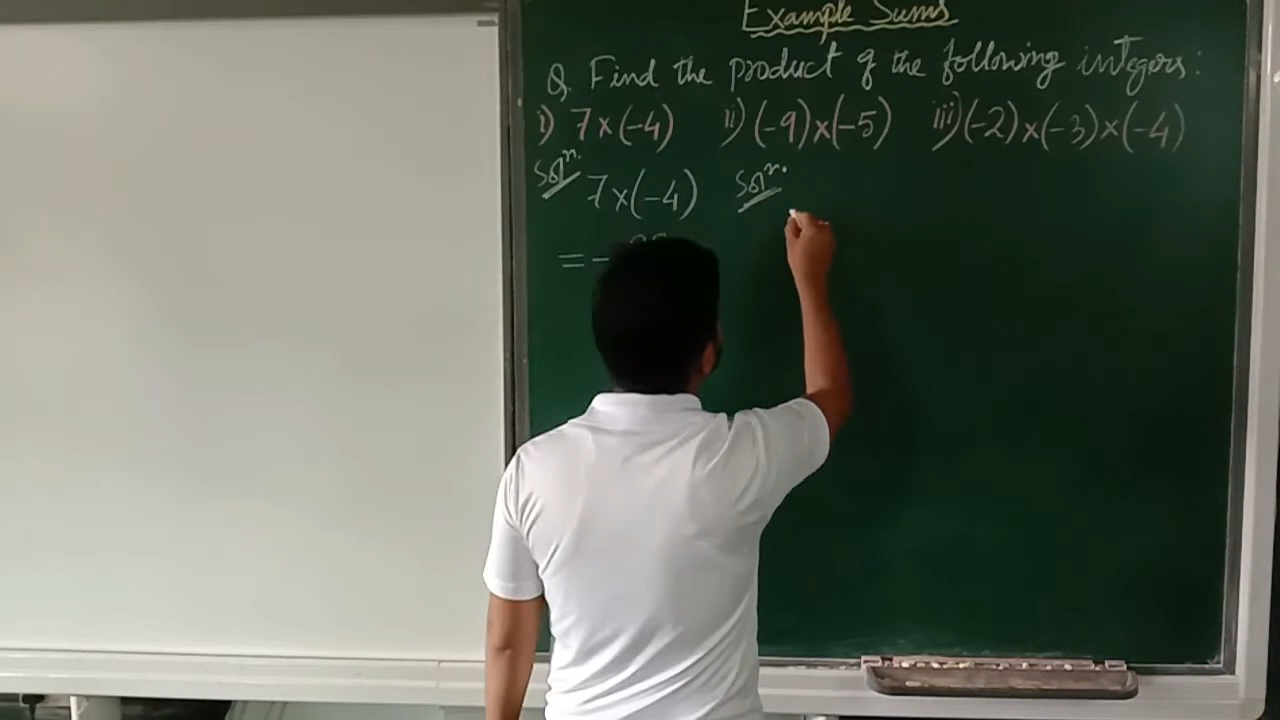 Example Sums
Q. Find the product of the following integers:
i) 7×(-4) ii) (-9)×(-5) iii) (-2)×(-3)×(-4)
Solⁿ. 7×(-4) Solⁿ.
= -